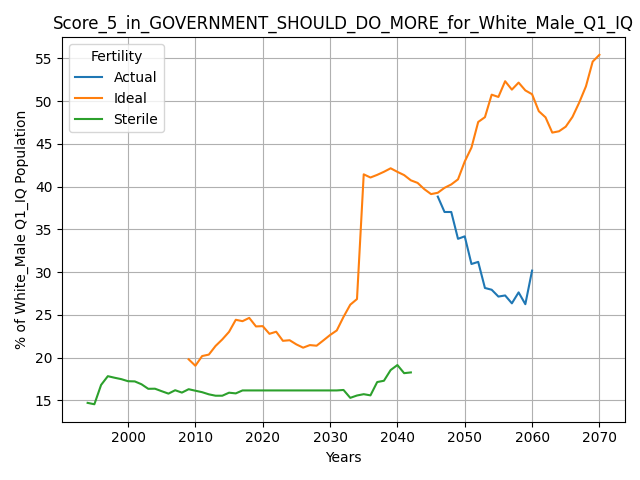 Score_5_in_GOVERNMENT_SHOULD_DO_MORE_for_White_Male_Q1_IQ
Fertility
Actual
Ideal
Sterile
% of White_Male Q1_IQ Population
55
50
45
40
35
30
25
20
15
2000 2010 2020 2030 2040 2050 2060 2070
Years